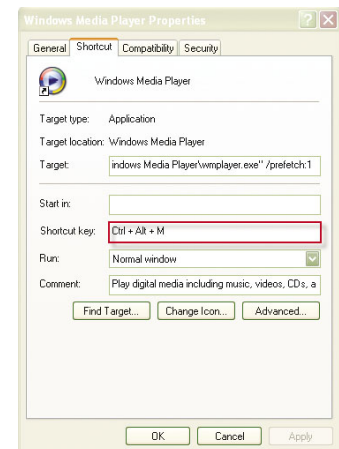 Windows Media Player Properties
General Shortcut Compatibility Security
Windows Media Player
Target type: Application
Target location: Windows Media Player
Target: indows Media Player\wmplayer.exe" /prefetch:1
Start in:
Shortcut key: Ctrl + Alt + M
Run: Normal window
Comment: Play digital media including music, videos, CDs, a
Find Target... Change Icon... Advanced...
OK Cancel Apply